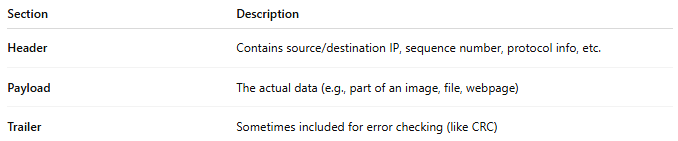 Section Description
Header Contains source/destination IP, sequence number, protocol info, etc.
Payload The actual data (e.g., part of an image, file, webpage)
Trailer Sometimes included for error checking (like CRC)